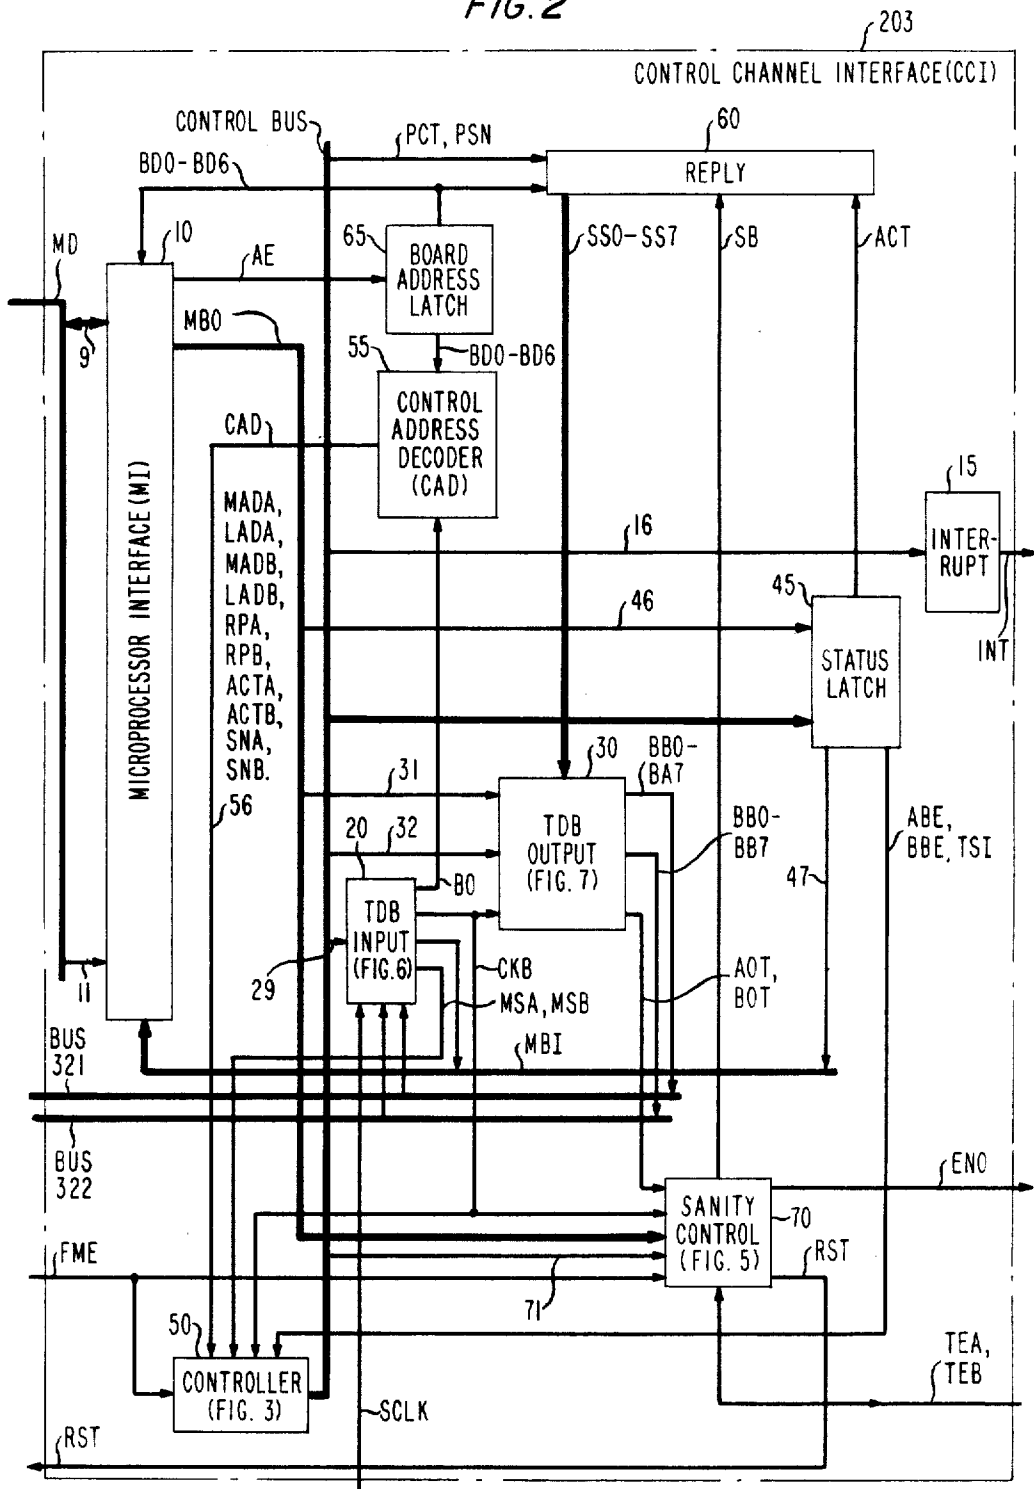 FIG. 2
203
CONTROL CHANNEL INTERFACE (CCI)
CONTROL BUS
PCT, PSN
60
REPLY
BD0-BD6
10
65
BOARD
ADDRESS
LATCH
SS0-SS7
SB
ACT
MD
AE
MBO
9
55
BD0-BD6
CONTROL
ADDRESS
DECODER
(CAD)
CAD
MICROPROCESSOR INTERFACE (MI)
MADA,
LADA,
MADB,
LADB,
RPA,
RPB,
ACTA,
ACTB,
SNA,
SNB.
15
INTER-
RUPT
16
INT
45
STATUS
LATCH
46
56
31
30
BB0-
BA7
TDB
OUTPUT
(FIG. 7)
BB0-
BB7
ABE,
BBE, TSI
20
32
B0
TDB
INPUT
(FIG. 6)
47
29
CKB
AOT,
BOT
11
MSA, MSB
BUS
321
MBI
BUS
322
ENO
SANITY
CONTROL
(FIG. 5)
70
FME
RST
71
50
CONTROLLER
(FIG. 3)
TEA,
TEB
SCLK
RST